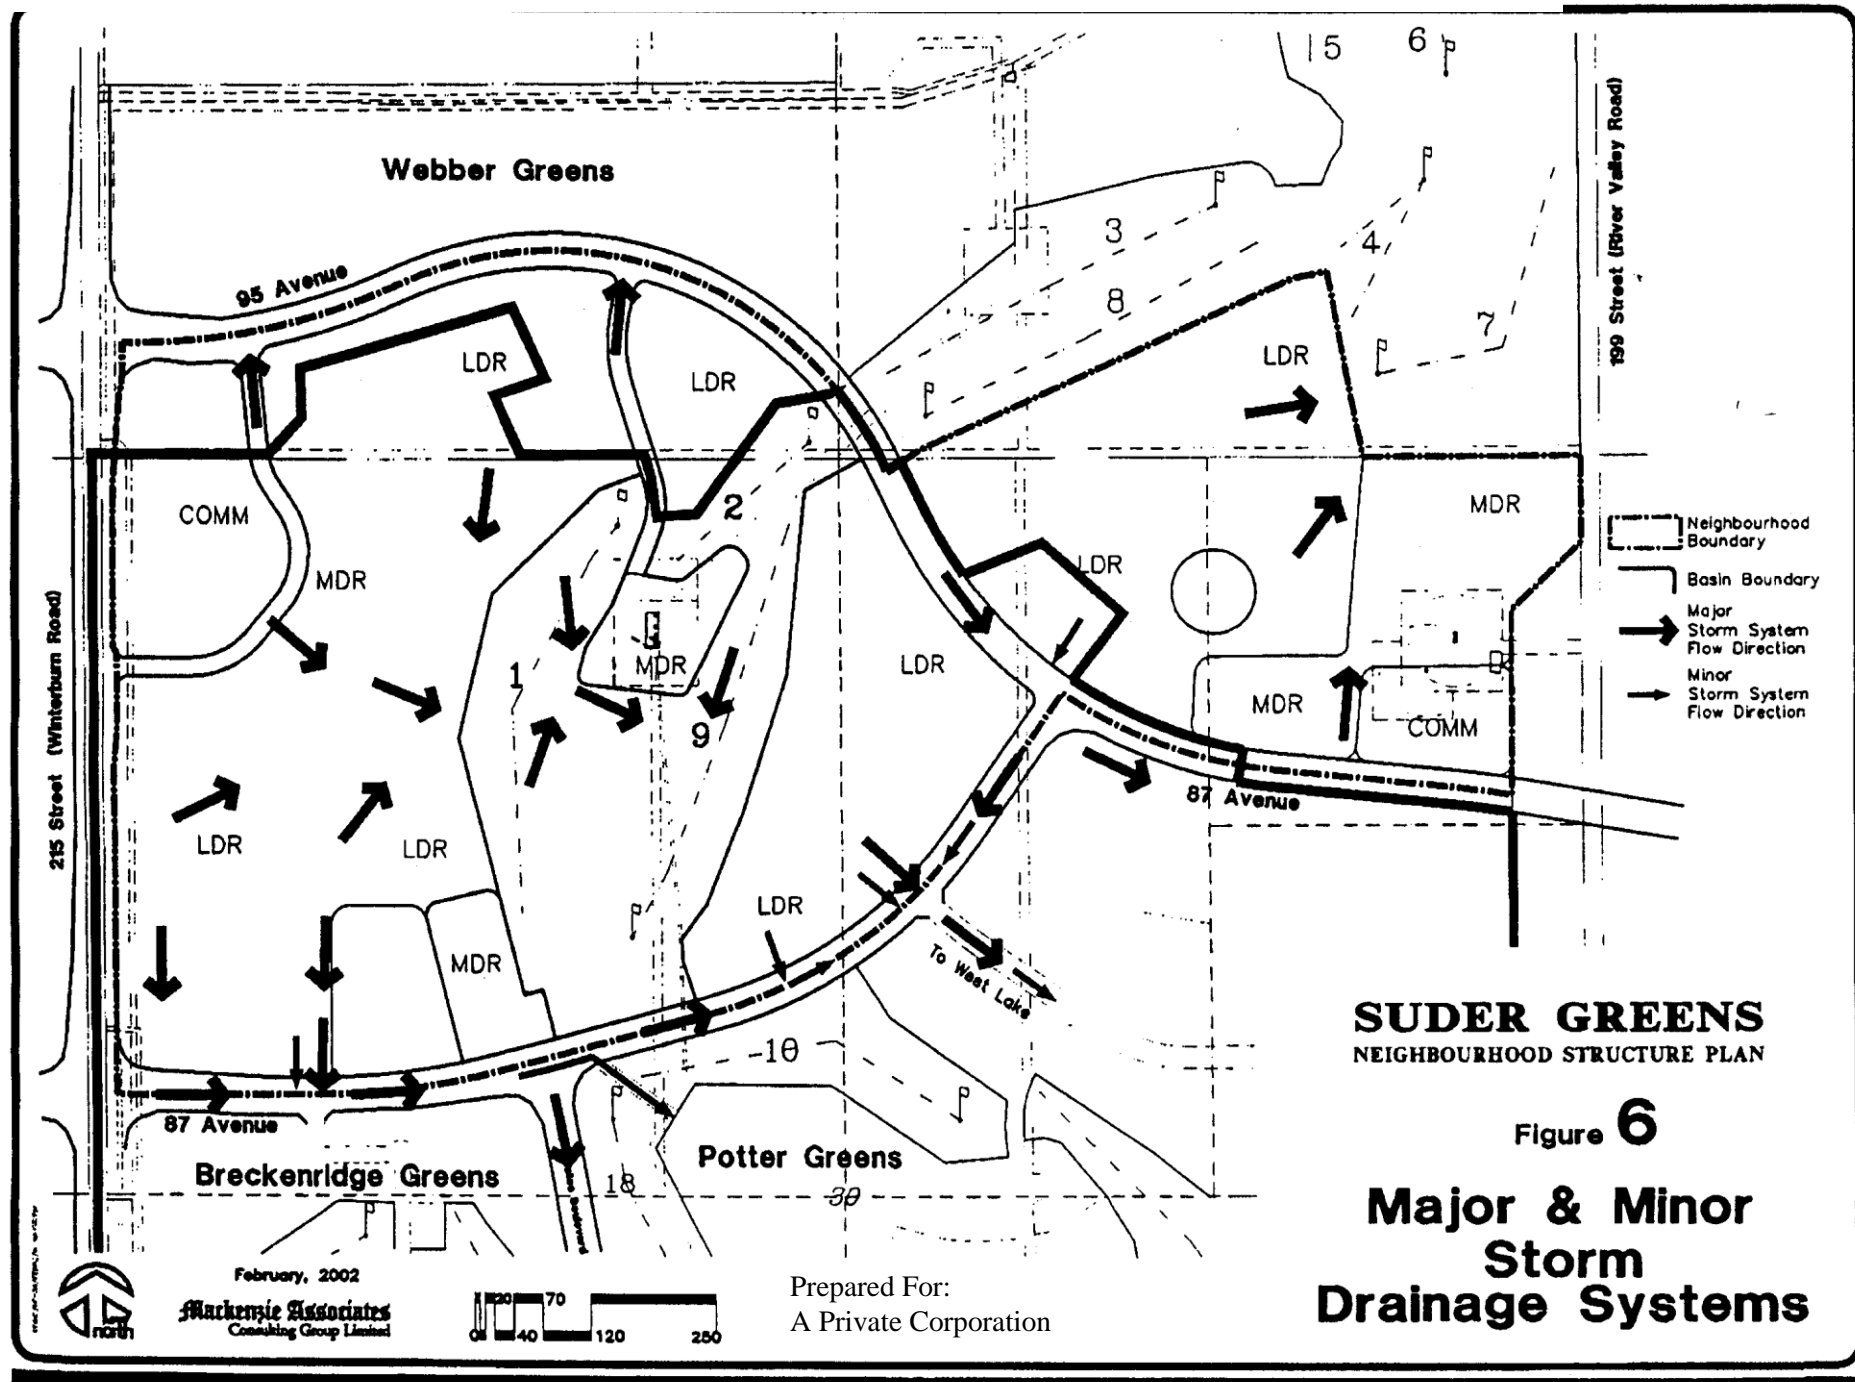 15
6
Webber Greens
3
4
95 Avenue
8
7
199 Street (River Valley Road)
LDR
LDR
LDR
COMM
2
MDR
Neighbourhood
Boundary
MDR
LDR
Basin Boundary
Major
Storm System
Flow Direction
215 Street (Winterburn Road)
1
MDR
LDR
Minor
Storm System
Flow Direction
MDR
COMM
9
87 Avenue
LDR
LDR
LDR
MDR
To West Lake
SUDER GREENS
NEIGHBOURHOOD STRUCTURE PLAN
10
87 Avenue
Figure 6
Breckenridge Greens
Potter Greens
18
30
Major & Minor
Storm
Drainage Systems
north
February, 2002
Mackenzie Associates
Consulting Group Limited
20 70
0 40 120 250
Prepared For:
A Private Corporation